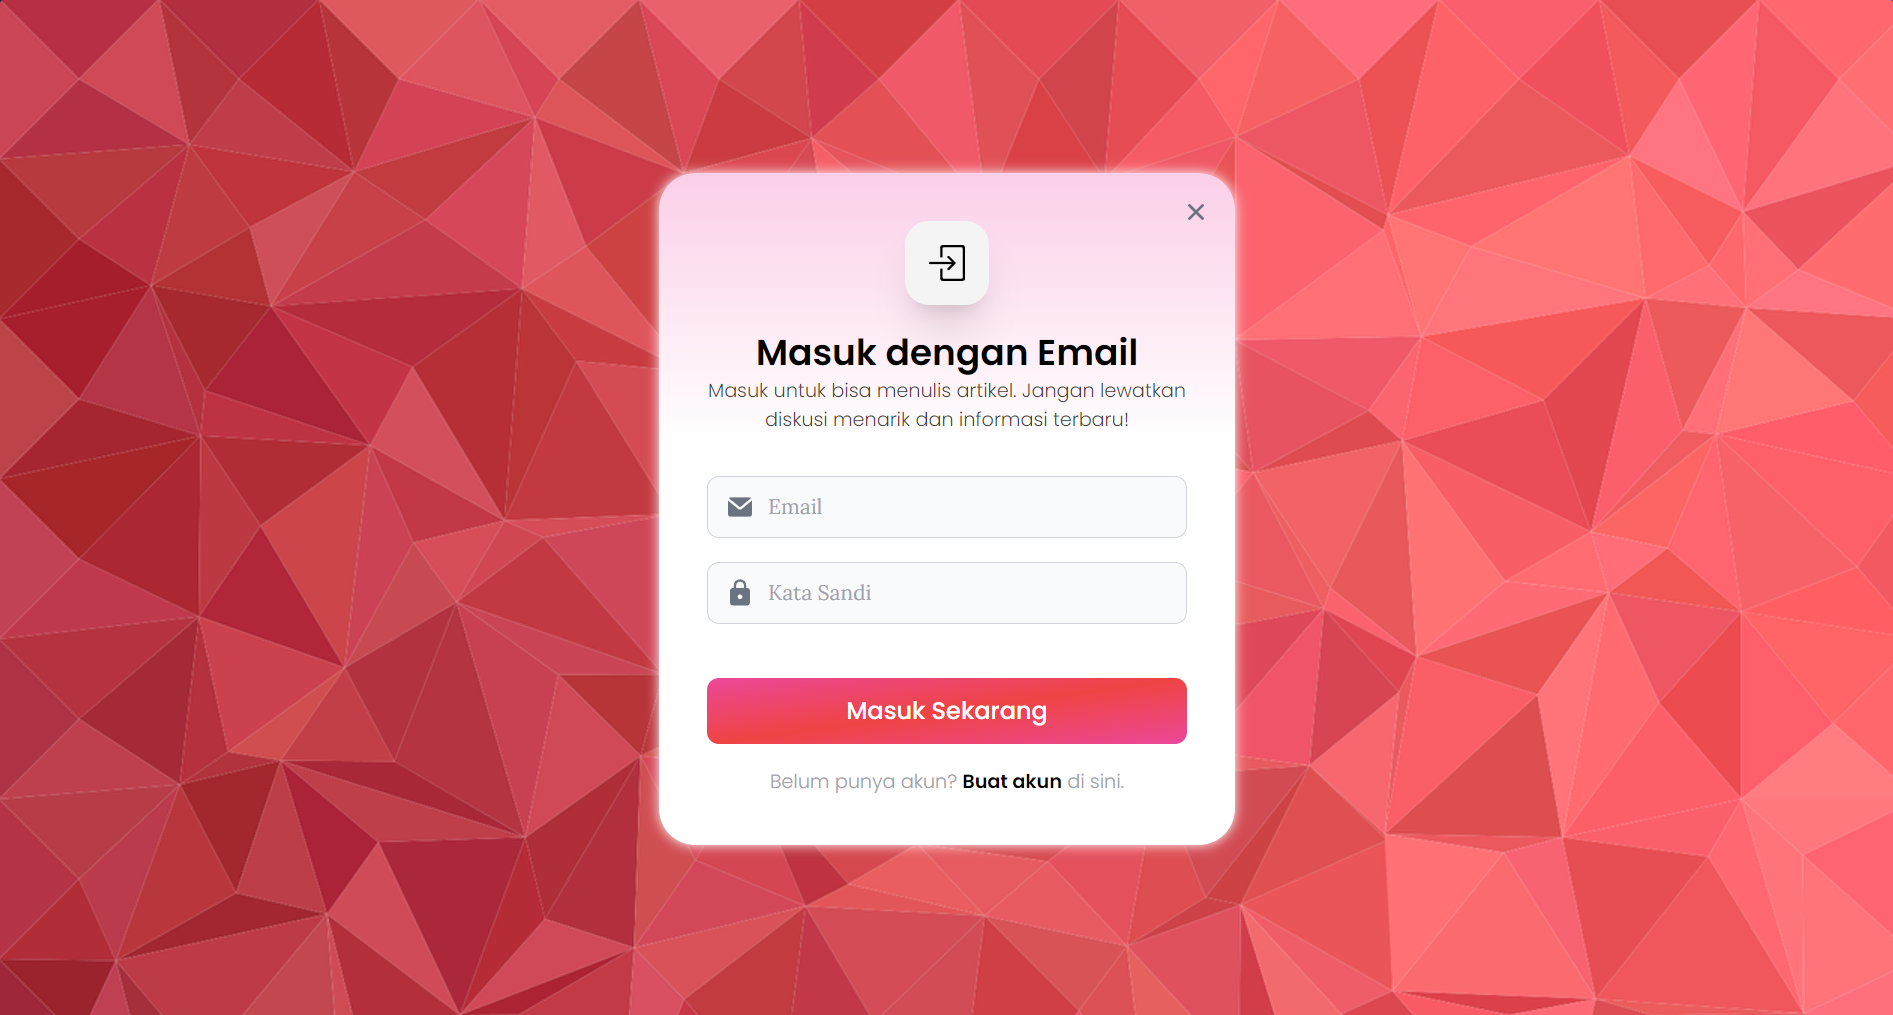 Masuk dengan Email
Masuk untuk bisa menulis artikel. Jangan lewatkan
diskusi menarik dan informasi terbaru!
Email
Kata Sandi
Masuk Sekarang
Belum punya akun? Buat akun di sini.